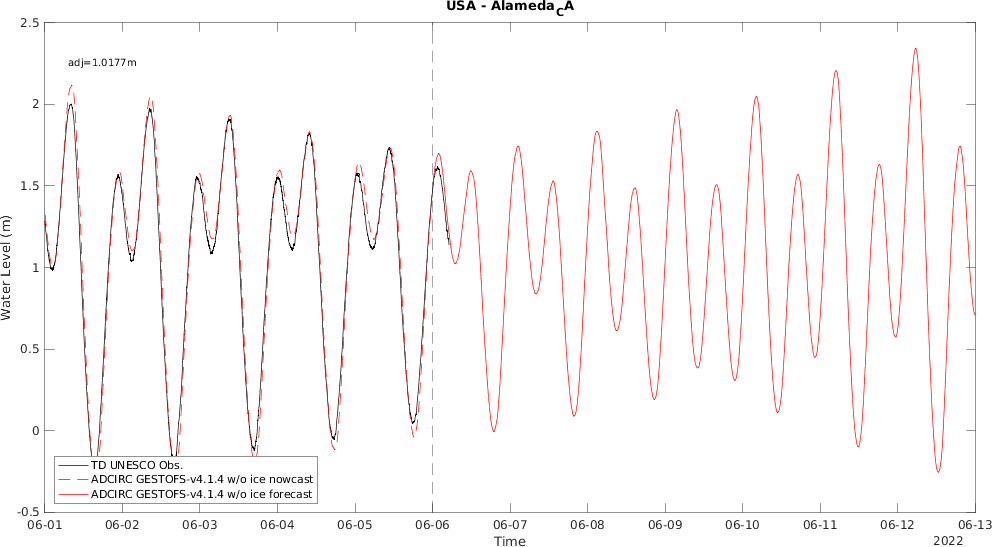 USA - Alameda_CA
2.5
adj=1.0177m
2
1.5
1
0.5
0
-0.5
Water Level (m)
TD UNESCO Obs.
ADCIRC GESTOFS-v4.1.4 w/o ice nowcast
ADCIRC GESTOFS-v4.1.4 w/o ice forecast
06-01 06-02 06-03 06-04 06-05 06-06 06-07 06-08 06-09 06-10 06-11 06-12 06-13
Time
2022